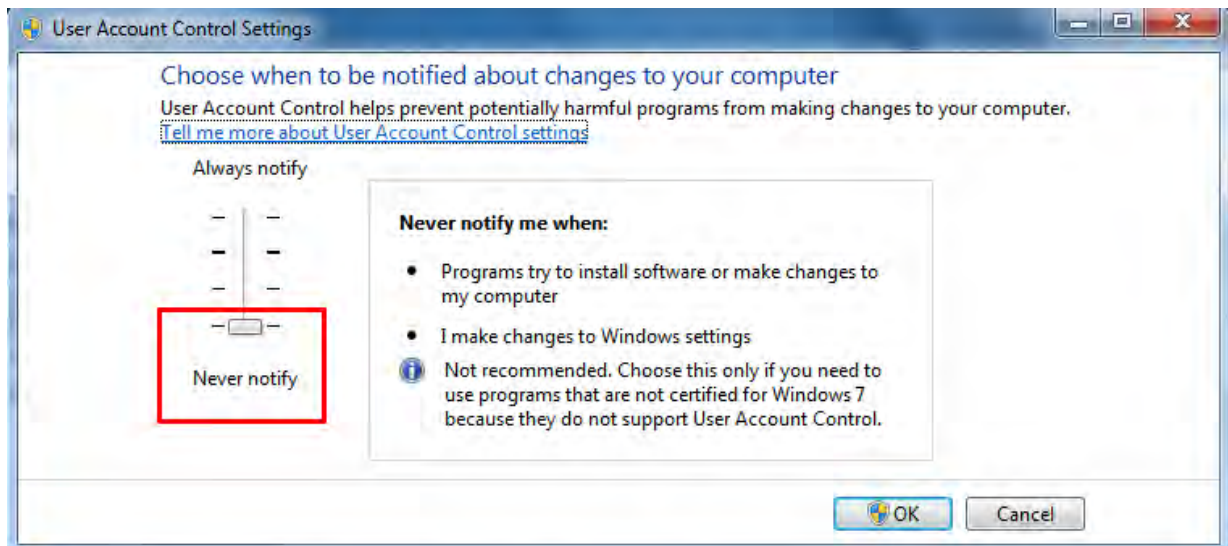 User Account Control Settings
Choose when to be notified about changes to your computer
User Account Control helps prevent potentially harmful programs from making changes to your computer.
Tell me more about User Account Control settings
Always notify
Never notify
Never notify me when:
• Programs try to install software or make changes to
my computer
• I make changes to Windows settings
Not recommended. Choose this only if you need to
use programs that are not certified for Windows 7
because they do not support User Account Control.
OK
Cancel